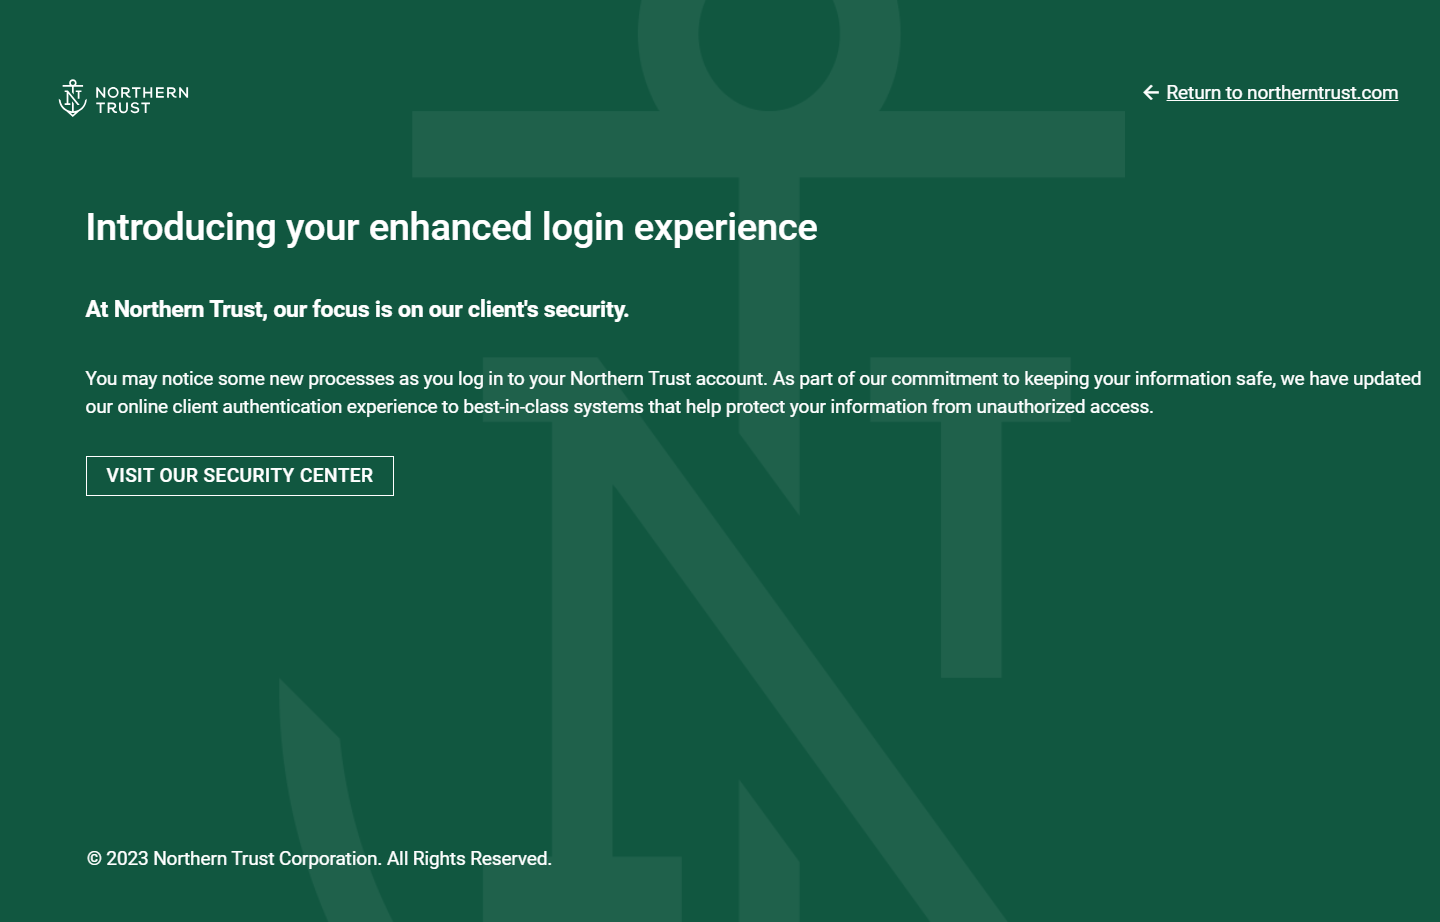 NORTHERN
TRUST
Return to northerntrust.com
Introducing your enhanced login experience
At Northern Trust, our focus is on our client's security.
You may notice some new processes as you log in to your Northern Trust account. As part of our commitment to keeping your information safe, we have updated
our online client authentication experience to best-in-class systems that help protect your information from unauthorized access.
VISIT OUR SECURITY CENTER
© 2023 Northern Trust Corporation. All Rights Reserved.